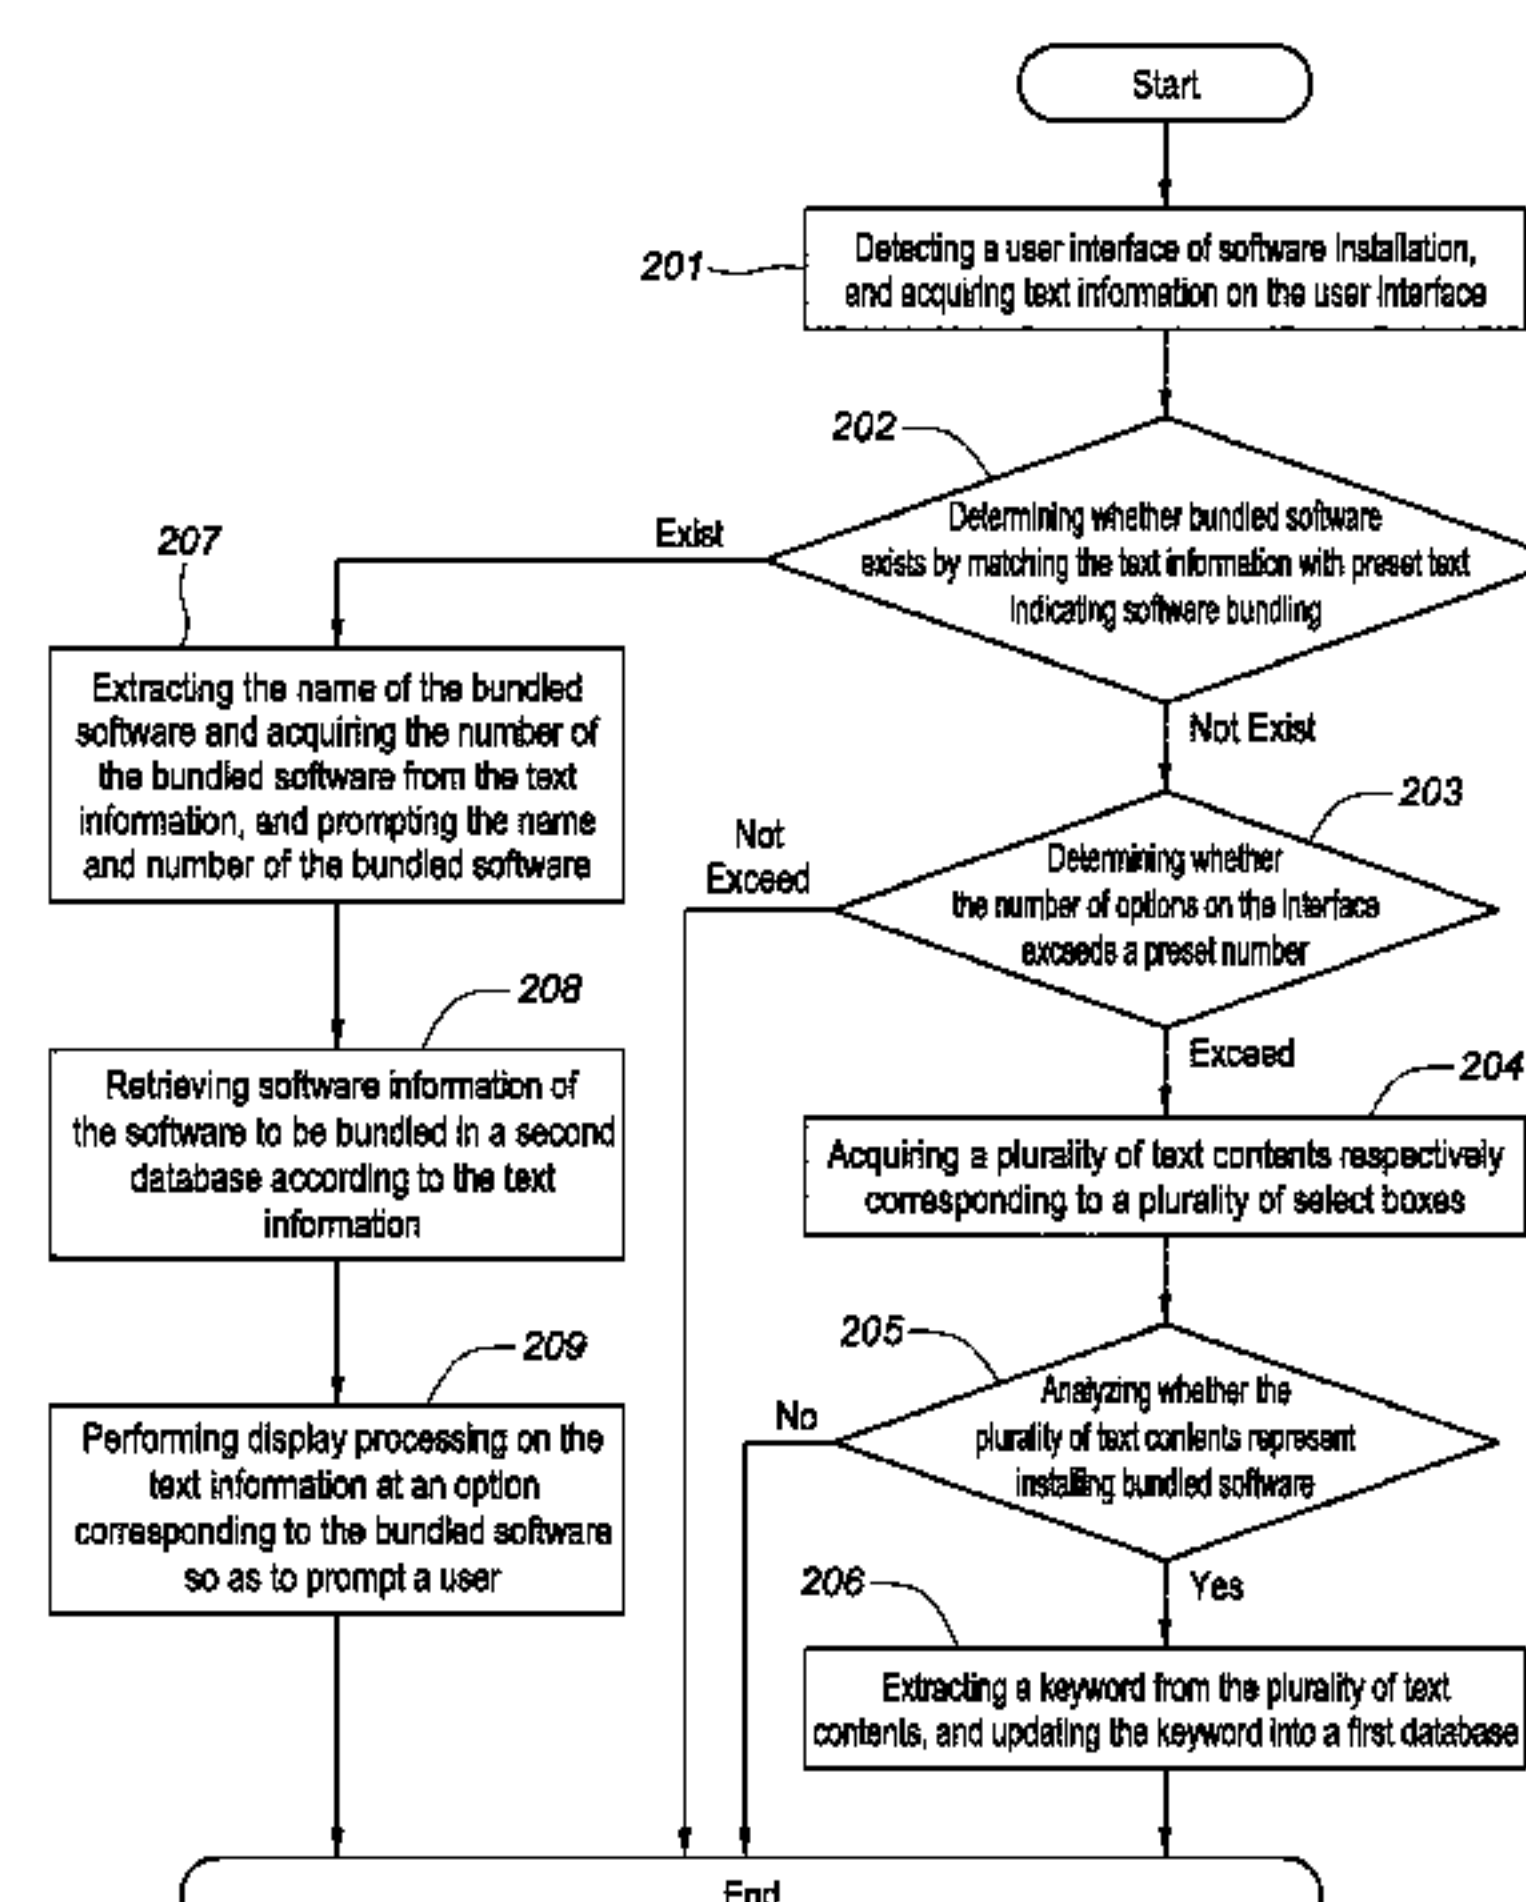 Start
201
Detecting a user interface of software installation,
and acquiring text information on the user interface
202
Determining whether bundled software
exists by matching the text information with preset text
indicating software bundling
Exist
Not Exist
207
Extracting the name of the bundled
software and acquiring the number of
the bundled software from the text
information, and prompting the name
and number of the bundled software
203
Determining whether
the number of options on the interface
exceeds a preset number
Not
Exceed
Exceed
208
Retrieving software information of
the software to be bundled in a second
database according to the text
information
204
Acquiring a plurality of text contents respectively
corresponding to a plurality of select boxes
209
Performing display processing on the
text information at an option
corresponding to the bundled software
so as to prompt a user
205
Analyzing whether the
plurality of text contents represent
installing bundled software
No
Yes
206
Extracting a keyword from the plurality of text
contents, and updating the keyword into a first database
End